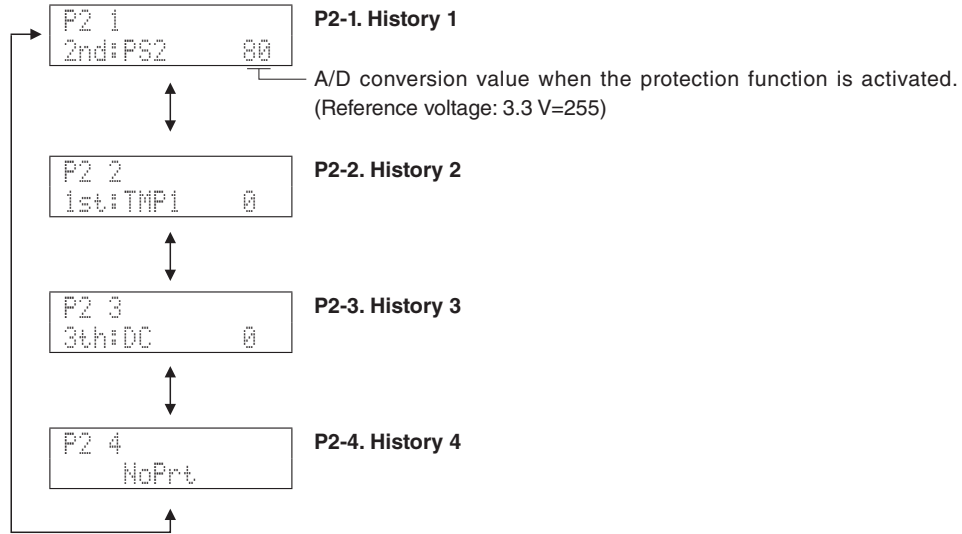 P2 1
2nd:PS2 80
P2-1. History 1
A/D conversion value when the protection function is activated.
(Reference voltage: 3.3 V=255)
P2 2
1st:TMP1 0
P2-2. History 2
P2 3
3th:DC 0
P2-3. History 3
P2 4
NoPrt
P2-4. History 4